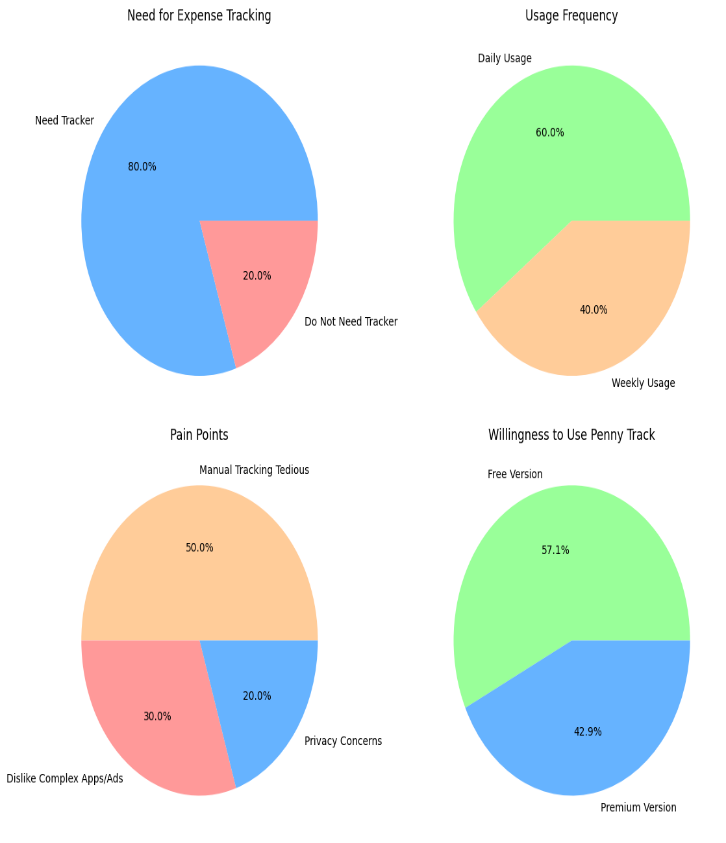 Need for Expense Tracking
Need Tracker
80.0%
20.0%
Do Not Need Tracker
Usage Frequency
Daily Usage
60.0%
40.0%
Weekly Usage
Pain Points
Manual Tracking Tedious
50.0%
30.0%
20.0%
Privacy Concerns
Dislike Complex Apps/Ads
Willingness to Use Penny Track
Free Version
57.1%
42.9%
Premium Version